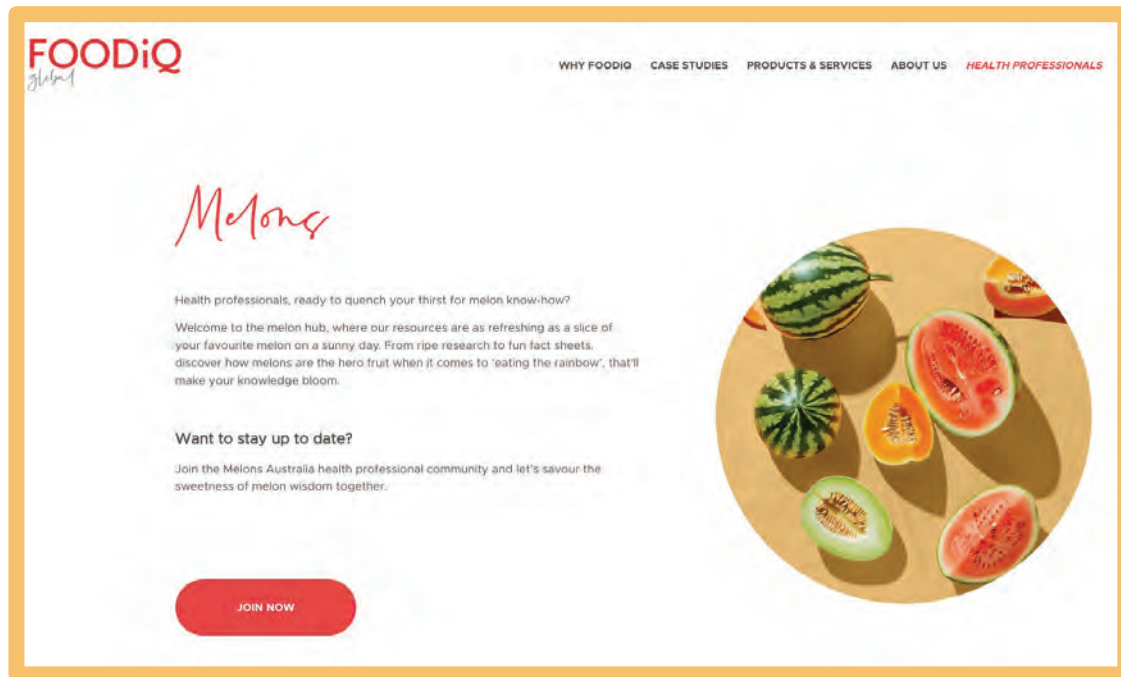 FOODiQ
global
WHY FOODIQ CASE STUDIES PRODUCTS & SERVICES ABOUT US HEALTH PROFESSIONALS
Melons
Health professionals, ready to quench your thirst for melon know-how?
Welcome to the melon hub, where our resources are as refreshing as a slice of
your favourite melon on a sunny day. From ripe research to fun fact sheets,
discover how melons are the hero fruit when it comes to 'eating the rainbow', that'll
make your knowledge bloom.
Want to stay up to date?
Join the Melons Australia health professional community and let's savour the
sweetness of melon wisdom together.
JOIN NOW